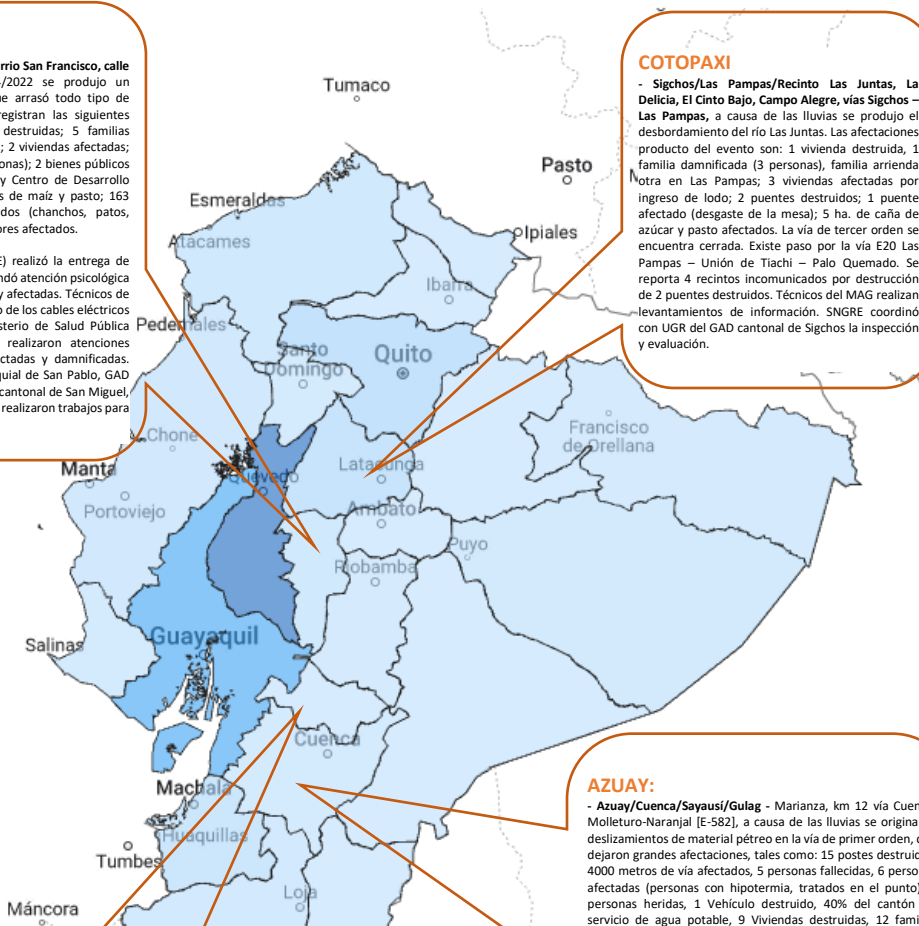 rrio San Francisco, calle
/2022 se produjo un
ue arrasó todo tipo de
registran las siguientes
destruidas; 5 familias
; 2 viviendas afectadas;
onas); 2 bienes públicos
y Centro de Desarrollo
s de maíz y pasto; 163
dos (chanchos, patos,
ores afectados.
E) realizó la entrega de
ndó atención psicológica
y afectadas. Técnicos de
o de los cables eléctricos
isterio de Salud Pública
realizaron atenciones
ctadas y damnificadas.
quial de San Pablo, GAD
cantonal de San Miguel,
realizaron trabajos para
COTOPAXI
- Sigchos/Las Pampas/Recinto Las Juntas, La
Delicia, El Cinto Bajo, Campo Alegre, vías Sigchos –
Las Pampas, a causa de las lluvias se produjo el
desbordamiento del río Las Juntas. Las afectaciones
producto del evento son: 1 vivienda destruida, 1
familia damnificada (3 personas), familia arrienda
otra en Las Pampas; 3 viviendas afectadas por
ingreso de lodo; 2 puentes destruidos; 1 puente
afectado (desgaste de la mesa); 5 ha. de caña de
azúcar y pasto afectados. La vía de tercer orden se
encuentra cerrada. Existe paso por la vía E20 Las
Pampas – Unión de Tiachi – Palo Quemado. Se
reporta 4 recintos incomunicados por destrucción
de 2 puentes destruidos. Técnicos del MAG realizan
levantamientos de información. SNGRE coordinó
con UGR del GAD cantonal de Sigchos la inspección
y evaluación.
Tumaco
Pasto
Esmeraldas
Ipiales
Atacames
Ibarra
Pedernales
Santo
Domingo
Quito
Chone
Francisco
de Orellana
Manta
Quevedo
Latacunga
Portoviejo
Ambato
Puyo
Riobamba
Salinas
Guayaquil
Cuenca
Machala
Huaquillas
Tumbes
Loja
Máncora
AZUAY:
- Azuay/Cuenca/Sayausí/Gulag - Marianza, km 12 vía Cuen
Molleturo-Naranjal [E-582], a causa de las lluvias se origina
deslizamientos de material pétreo en la vía de primer orden,
dejaron grandes afectaciones, tales como: 15 postes destruid
4000 metros de vía afectados, 5 personas fallecidas, 6 perso
afectadas (personas con hipotermia, tratados en el punto)
personas heridas, 1 Vehículo destruido, 40% del cantón
servicio de agua potable, 9 Viviendas destruidas, 12 fami